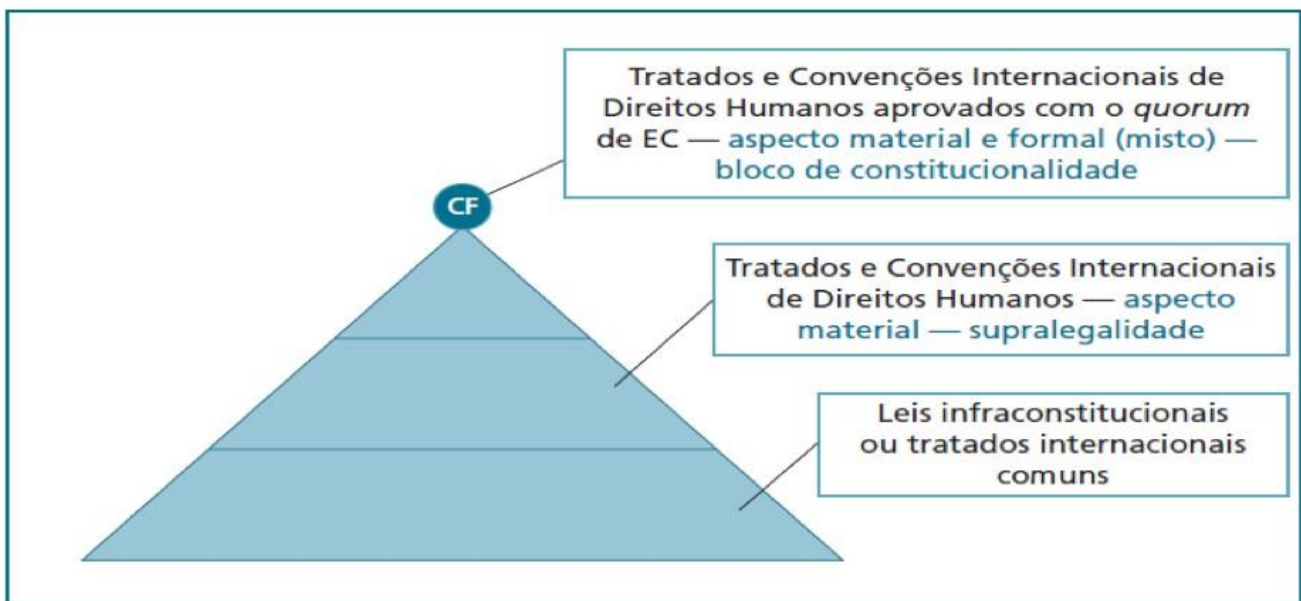 Tratados e Convenções Internacionais de
Direitos Humanos aprovados com o quorum
de EC — aspecto material e formal (misto) —
bloco de constitucionalidade
CF
Tratados e Convenções Internacionais
de Direitos Humanos — aspecto
material — supralegalidade
Leis infraconstitucionais
ou tratados internacionais
comuns